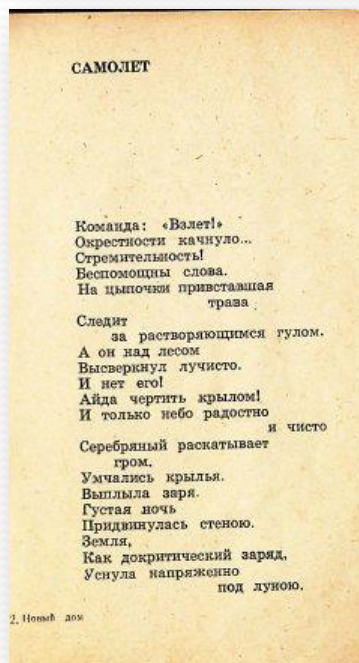 САМОЛЕТ
Команда: «Взлет!»
Окрестности качнуло...
Стремительность!
Беспомощны слова.
На цыпочки привставшая
трава
Следит
за растворяющимся гулом.
А он над лесом
Высверкнул лучисто.
И нет его!
Айда чертить крылом!
И только небо радостно
и чисто
Серебряный раскатывает
гром.
Умчались крылья.
Выплыла заря.
Густая ночь
Придвинулась стеною.
Земля,
Как докритический заряд,
Уснула напряженно
под луною.
2. Новый дом